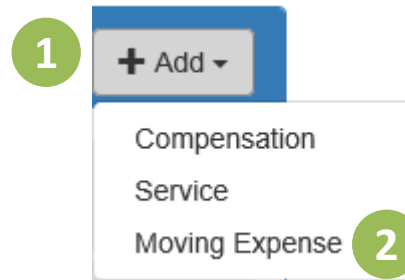 1
+ Add
Compensation
Service
Moving Expense 2